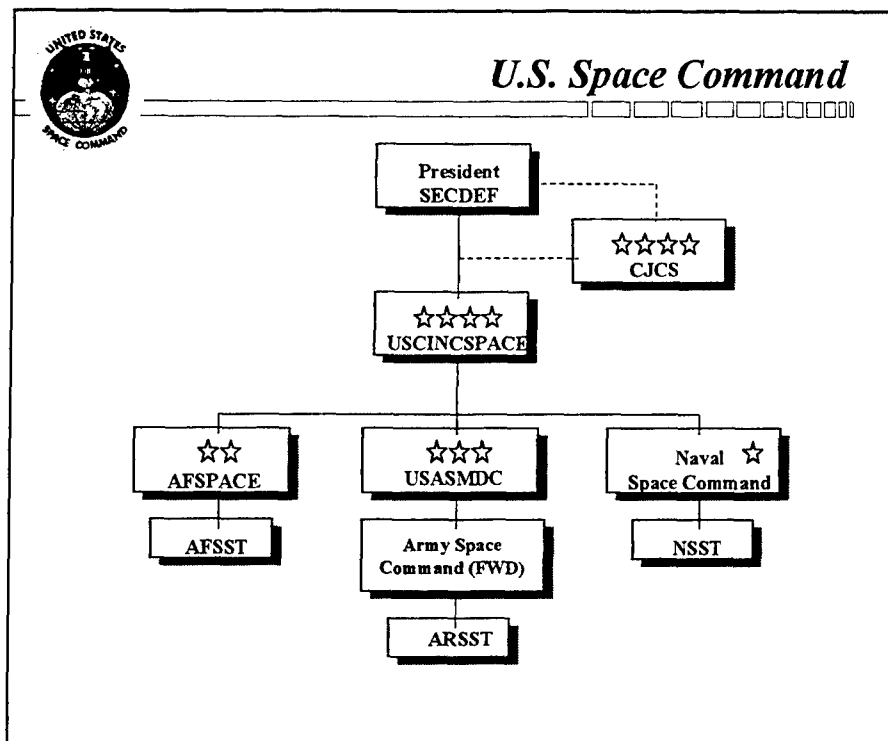 UNITED STATES
SPACE COMMAND
U.S. Space Command
President
SECDEF
CJCS
USCINCSPACE
AFSPACE
USASMDC
Naval
Space Command
AFSST
Army Space
Command (FWD)
NSST
ARSST